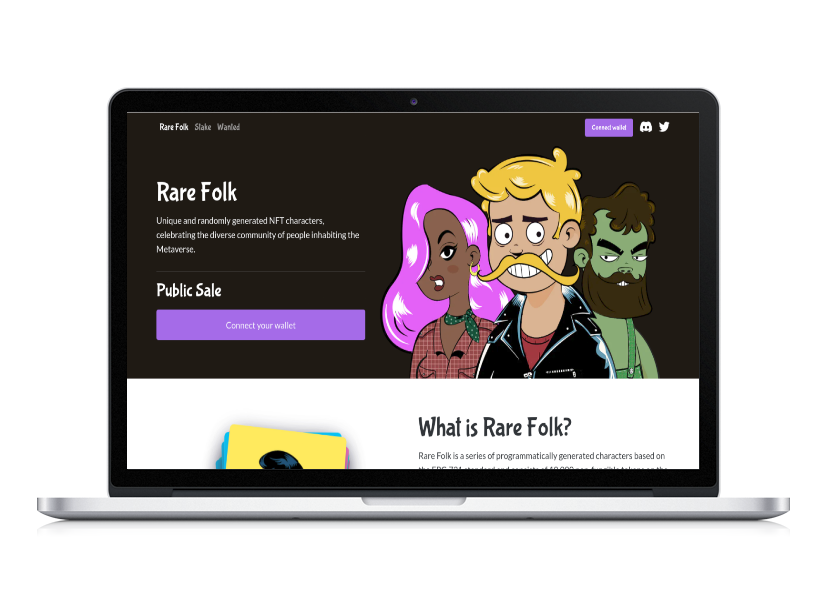 Rare Folk Stake Wanted
Connect wallet
Rare Folk
Unique and randomly generated NFT characters,
celebrating the diverse community of people inhabiting the
Metaverse.
Public Sale
Connect your wallet
What is Rare Folk?
Rare Folk is a series of programmatically generated characters based on